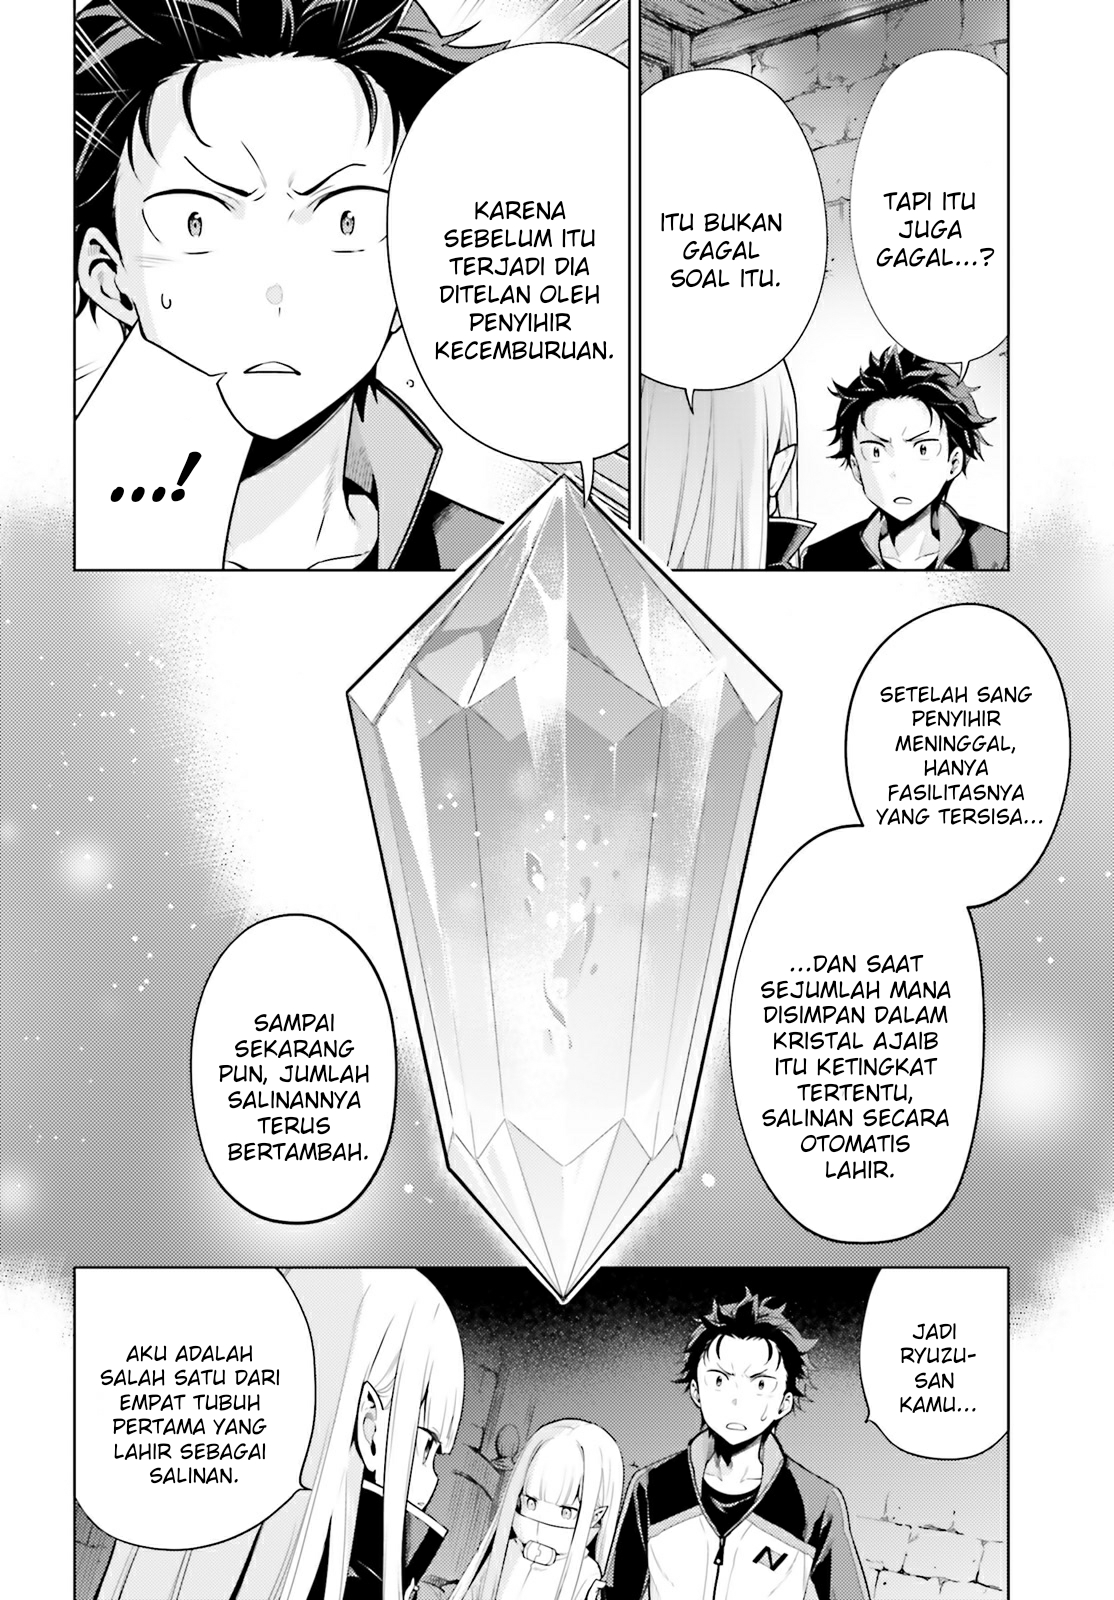 TAPI ITU
JUGA
GAGAL...?
ITU BUKAN
GAGAL
SOAL ITU.
KARENA
SEBELUM ITU
TERJADI DIA
DITELAN OLEH
PENYIHIR
KECEMBURUAN.
....!
SETELAH SANG
PENYIHIR
MENINGGAL,
HANYA
FASILITASNYA
YANG TERSISA...
...DAN SAAT
SEJUMLAH MANA
DISIMPAN DALAM
KRISTAL AJAIB
ITU KETINGKAT
TERTENTU,
SALINAN SECARA
OTOMATIS
LAHIR.
SAMPAI
SEKARANG
PUN, JUMLAH
SALINANNYA
TERUS
BERTAMBAH.
JADI
RYUZU-
SAN
KAMU...
AKU ADALAH
SALAH SATU DARI
EMPAT TUBUH
PERTAMA YANG
LAHIR SEBAGAI
SALINAN.
N